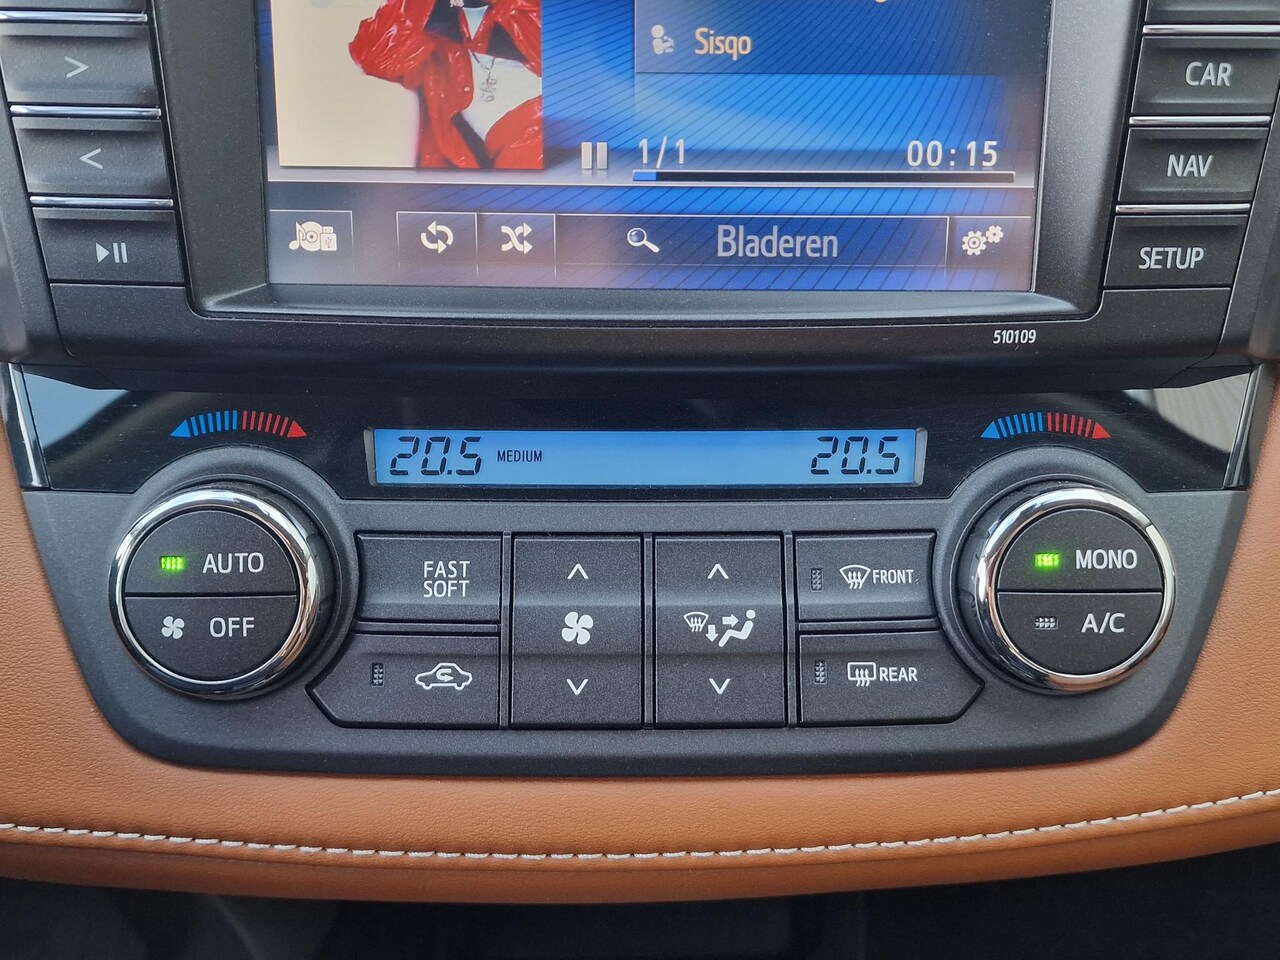 Sisqo
1/1
00:15
Bladeren
CAR
NAV
SETUP
510109
20.5
MEDIUM
20.5
AUTO
OFF
FAST
SOFT
FRONT
REAR
MONO
A/C